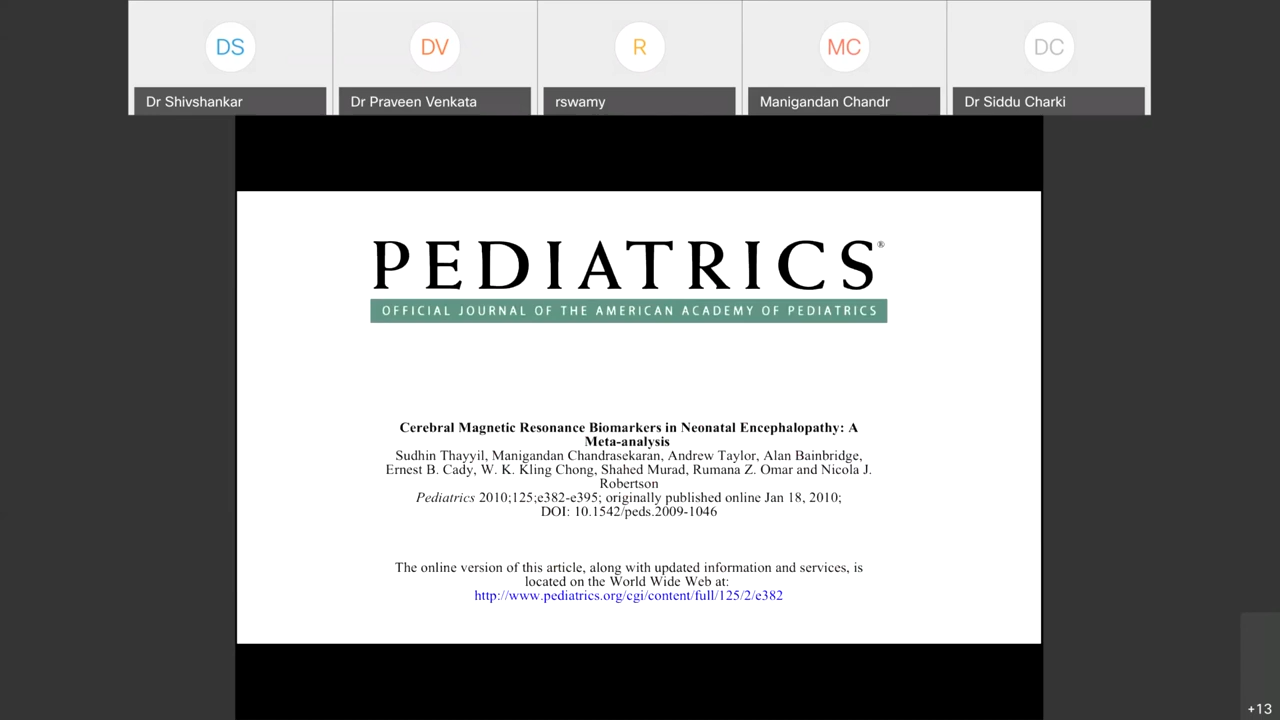 DS
DV
R
MC
DC
Dr Shivshankar
Dr Praveen Venkata
rswamy
Manigandan Chandr
Dr Siddu Charki
PEDIATRICS®
OFFICIAL JOURNAL OF THE AMERICAN ACADEMY OF PEDIATRICS
Cerebral Magnetic Resonance Biomarkers in Neonatal Encephalopathy: A
Meta-analysis
Sudhin Thayyil, Manigandan Chandrasekaran, Andrew Taylor, Alan Bainbridge,
Ernest B. Cady, W. K. Kling Chong, Shahed Murad, Rumana Z. Omar and Nicola J.
Robertson
Pediatrics 2010;125;e382-e395; originally published online Jan 18, 2010;
DOI: 10.1542/peds.2009-1046
The online version of this article, along with updated information and services, is
located on the World Wide Web at:
http://www.pediatrics.org/cgi/content/full/125/2/e382
+13